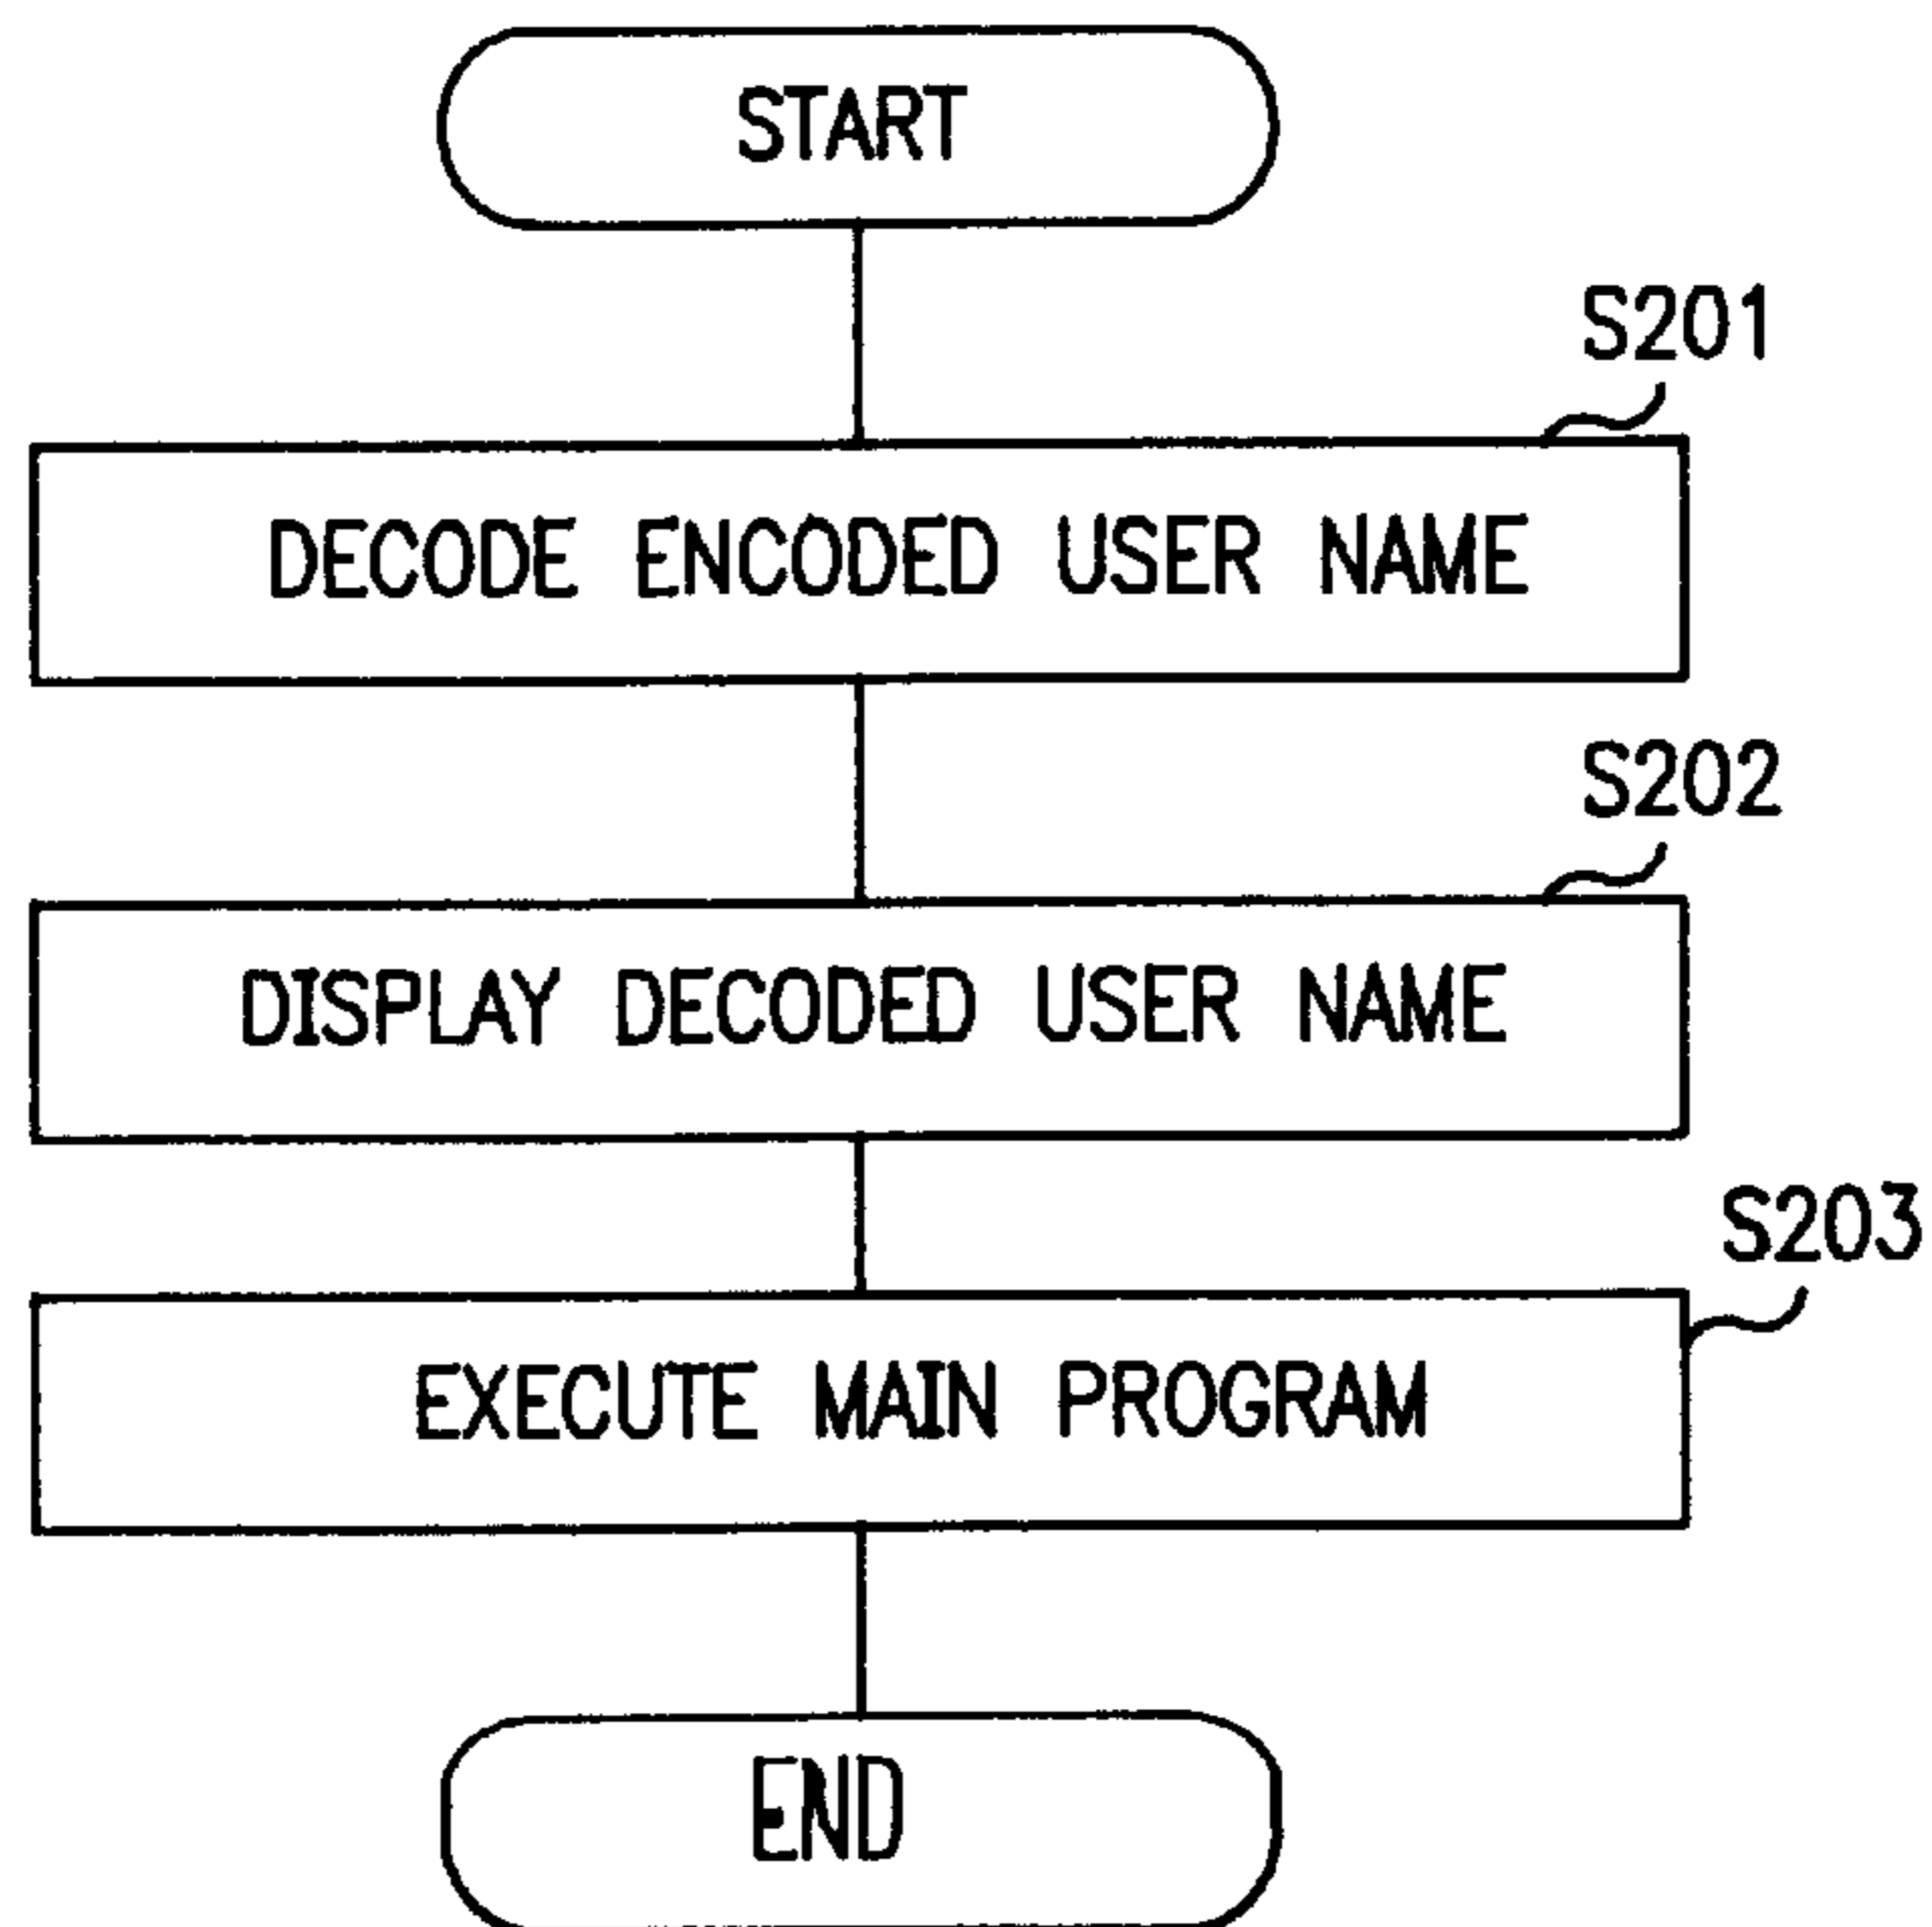 START
S201
DECODE ENCODED USER NAME
S202
DISPLAY DECODED USER NAME
S203
EXECUTE MAIN PROGRAM
END